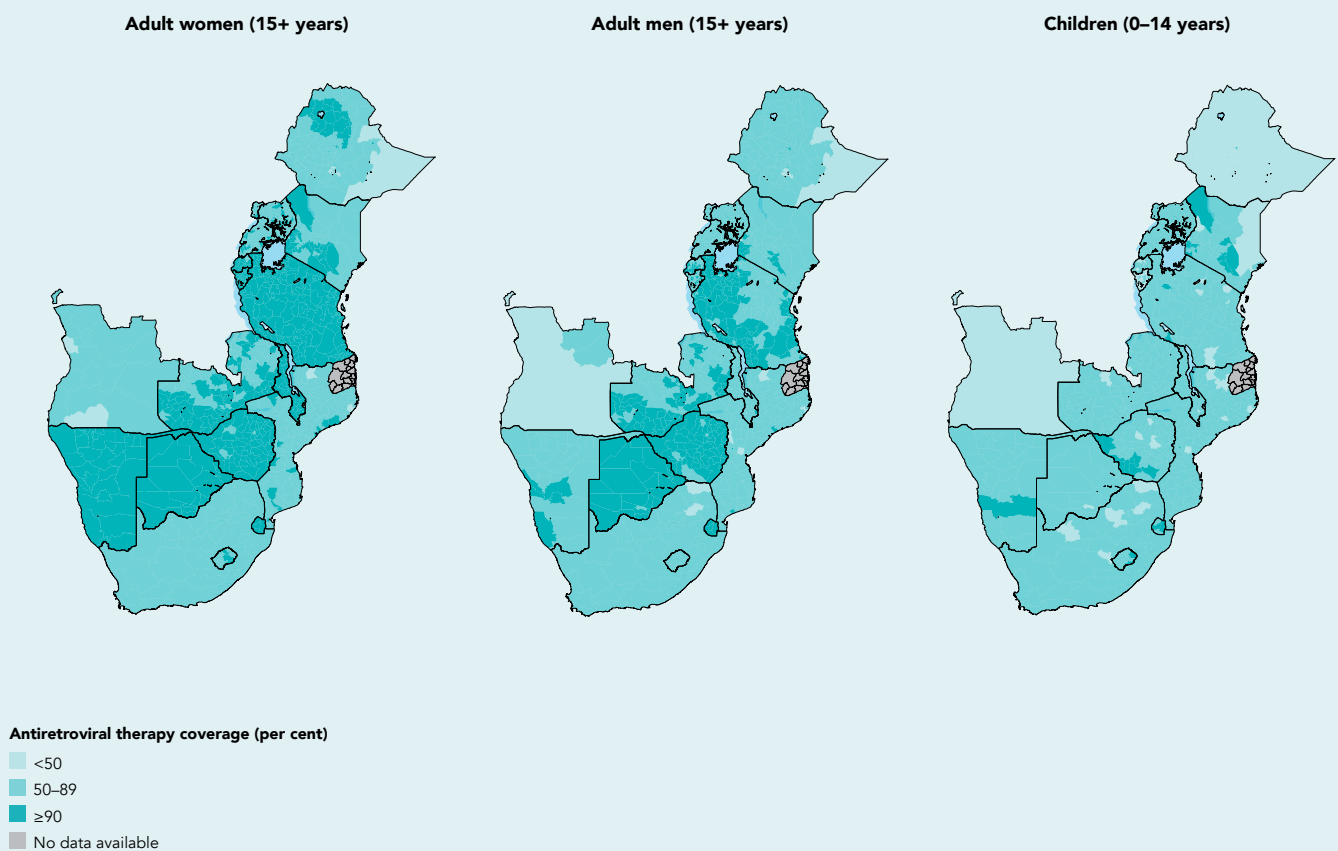 Adult women (15+ years)
Adult men (15+ years)
Children (0–14 years)
Antiretroviral therapy coverage (per cent)
<50
50–89
≥90
No data available